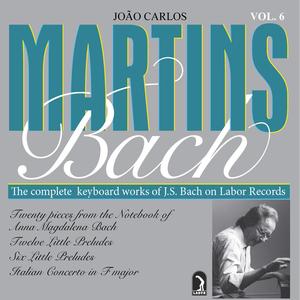 JOÃO CARLOS
VOL. 6
MARTINS
Bach
The complete keyboard works of J.S. Bach on Labor Records
Twenty pieces from the Notebook of
Anna Magdalena Bach
Twelve Little Preludes
Six Little Preludes
Italian Concerto in F major
LABOR